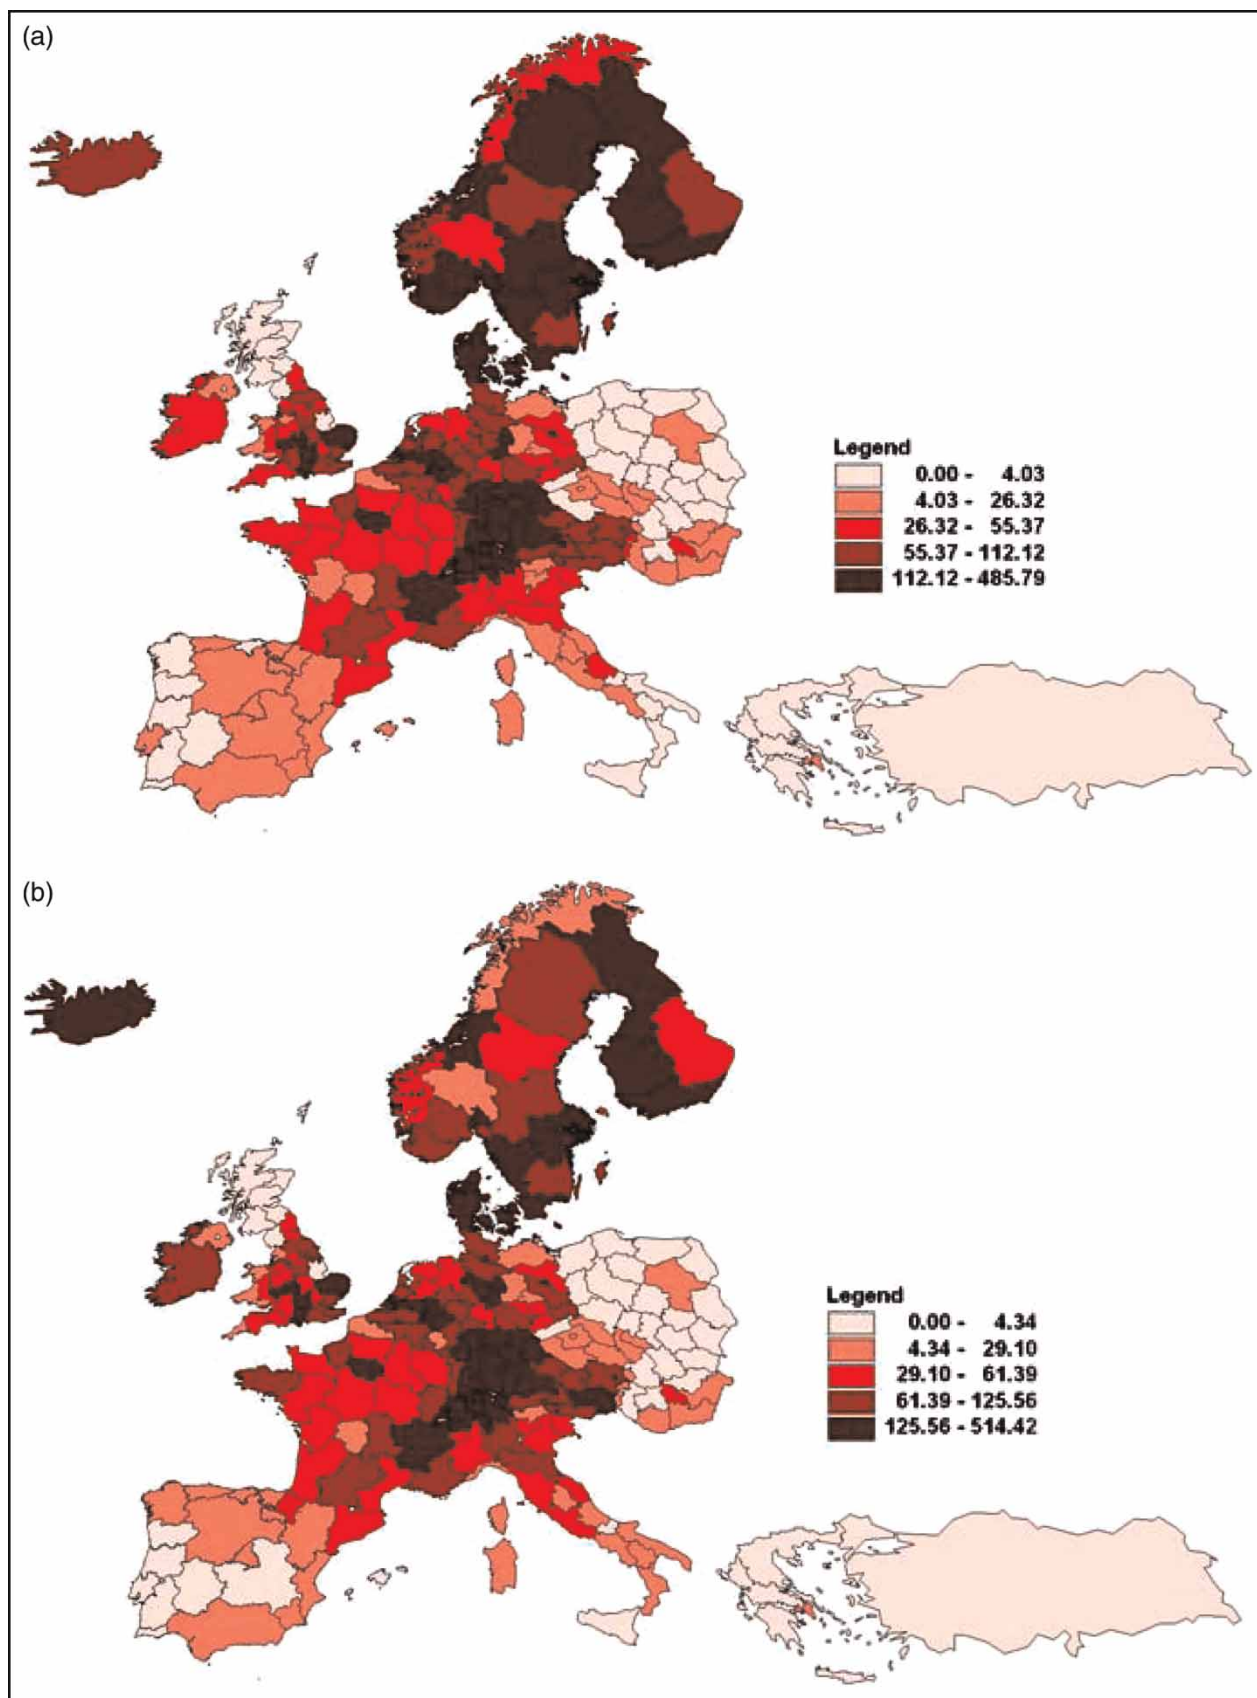 (a)
Legend
0.00 - 4.03
4.03 - 26.32
26.32 - 55.37
55.37 - 112.12
112.12 - 485.79
(b)
Legend
0.00 - 4.34
4.34 - 29.10
29.10 - 61.39
61.39 - 125.56
125.56 - 514.42